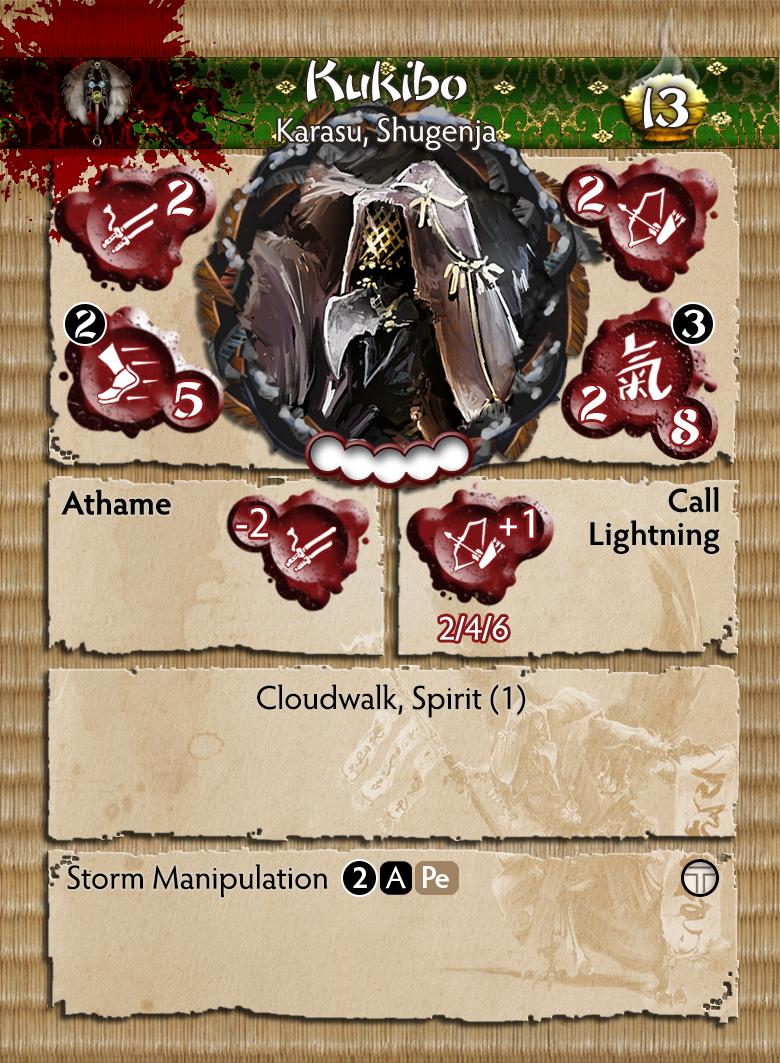 Kukibo
13
Karasu, Shugenja
2
2
2
5
3
氣
2
8
Athame
-2
+1
Call
Lightning
2/4/6
Cloudwalk, Spirit (1)
Storm Manipulation 2 A Pe
T